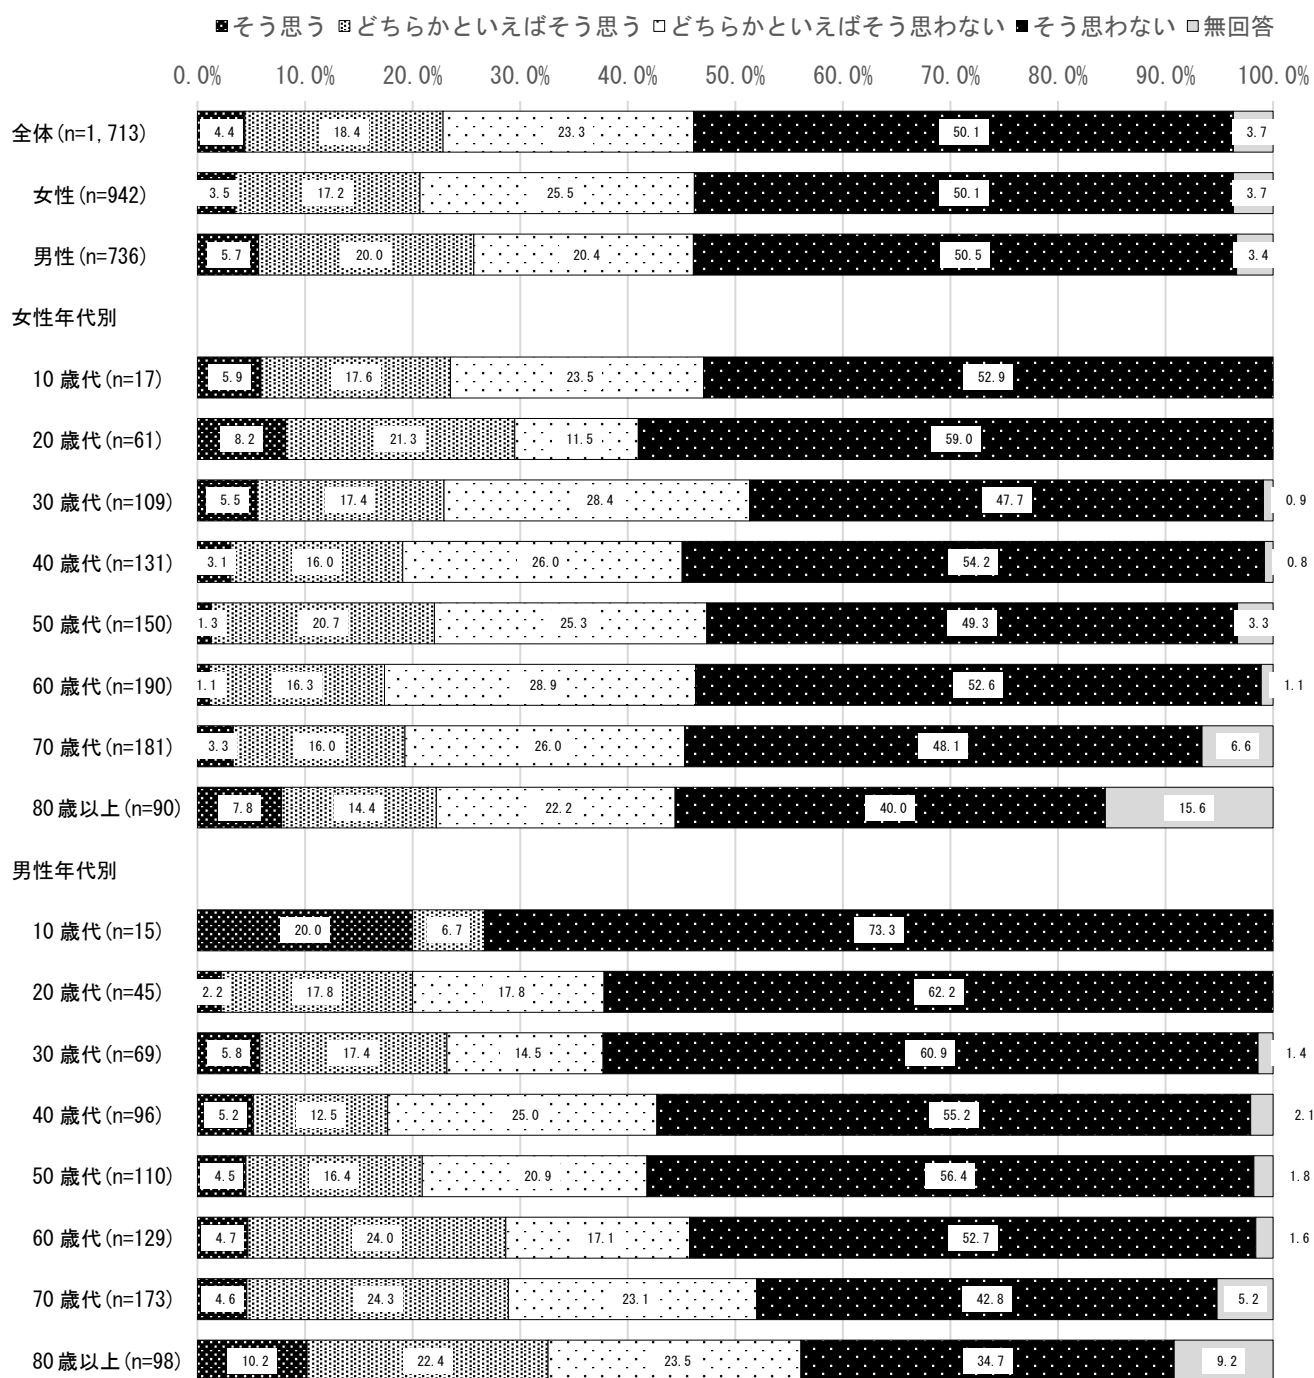 そう思う どちらかといえばそう思う どちらかといえばそう思わない そう思わない 無回答
0.0% 10.0% 20.0% 30.0% 40.0% 50.0% 60.0% 70.0% 80.0% 90.0% 100.0%
全体(n=1,713) 4.4 18.4 23.3 50.1 3.7
女性(n=942) 3.5 17.2 25.5 50.1 3.7
男性(n=736) 5.7 20.0 20.4 50.5 3.4
女性年代別
10歳代(n=17) 5.9 17.6 23.5 52.9
20歳代(n=61) 8.2 21.3 11.5 59.0
30歳代(n=109) 5.5 17.4 28.4 47.7 0.9
40歳代(n=131) 3.1 16.0 26.0 54.2 0.8
50歳代(n=150) 1.3 20.7 25.3 49.3 3.3
60歳代(n=190) 1.1 16.3 28.9 52.6 1.1
70歳代(n=181) 3.3 16.0 26.0 48.1 6.6
80歳以上(n=90) 7.8 14.4 22.2 40.0 15.6
男性年代別
10歳代(n=15) 20.0 6.7 73.3
20歳代(n=45) 2.2 17.8 17.8 62.2
30歳代(n=69) 5.8 17.4 14.5 60.9 1.4
40歳代(n=96) 5.2 12.5 25.0 55.2 2.1
50歳代(n=110) 4.5 16.4 20.9 56.4 1.8
60歳代(n=129) 4.7 24.0 17.1 52.7 1.6
70歳代(n=173) 4.6 24.3 23.1 42.8 5.2
80歳以上(n=98) 10.2 22.4 23.5 34.7 9.2